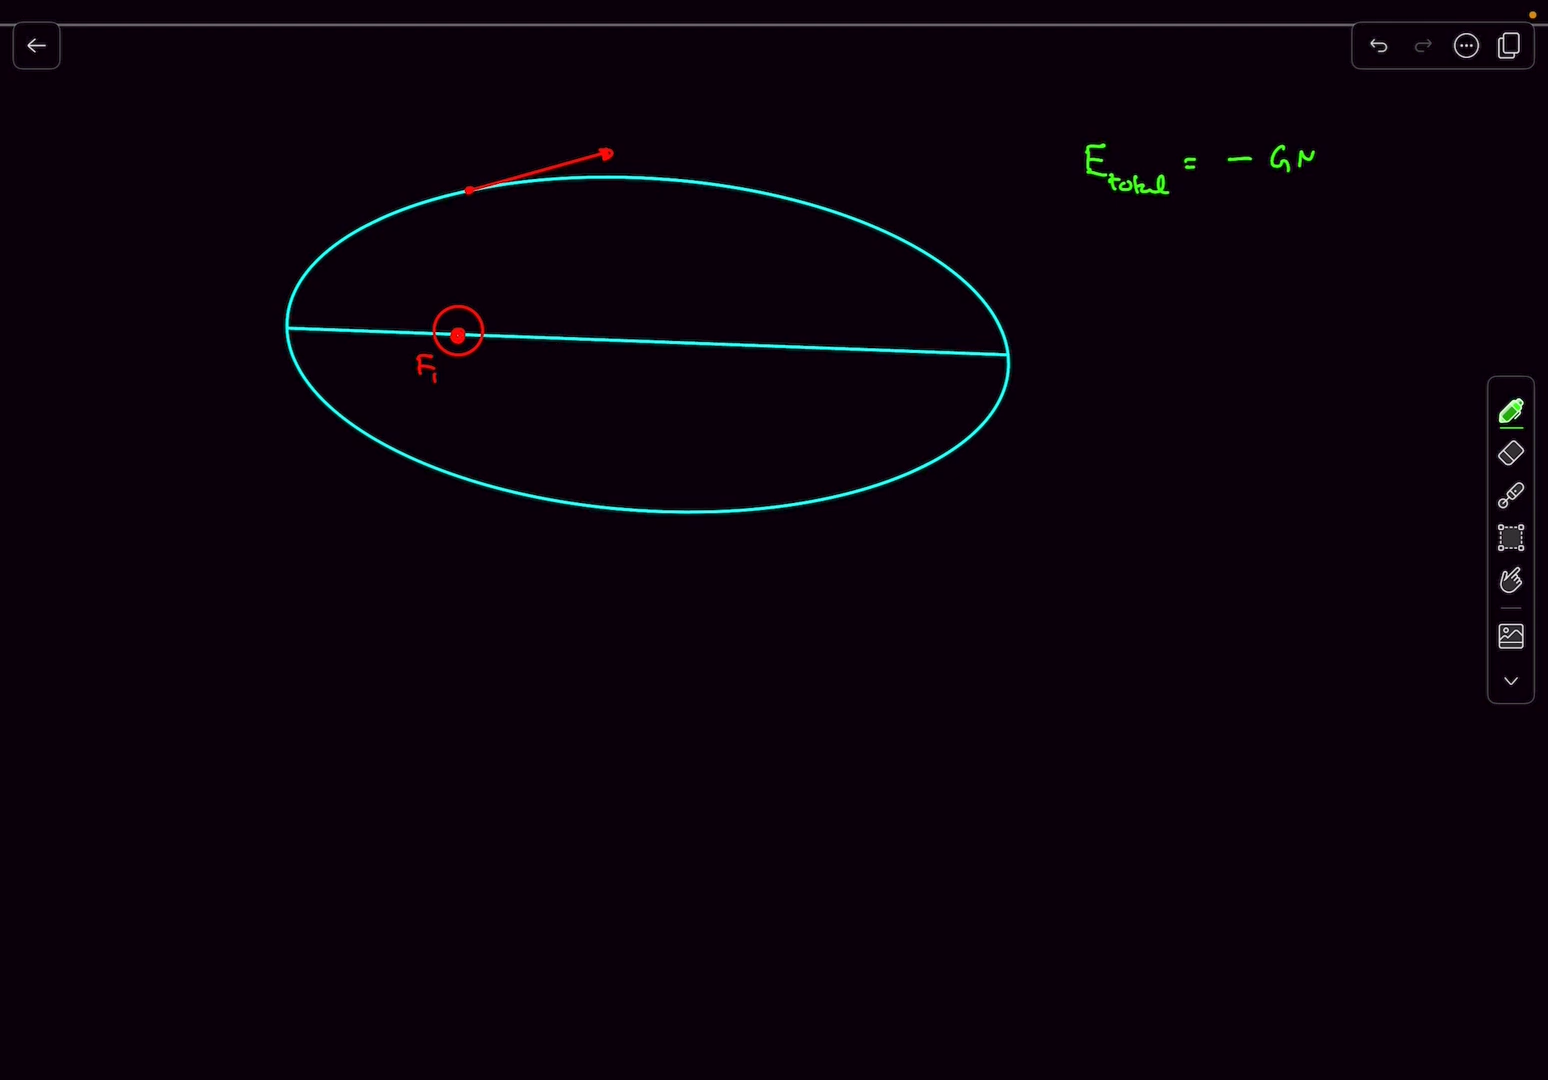 E_total = - GM
F₁